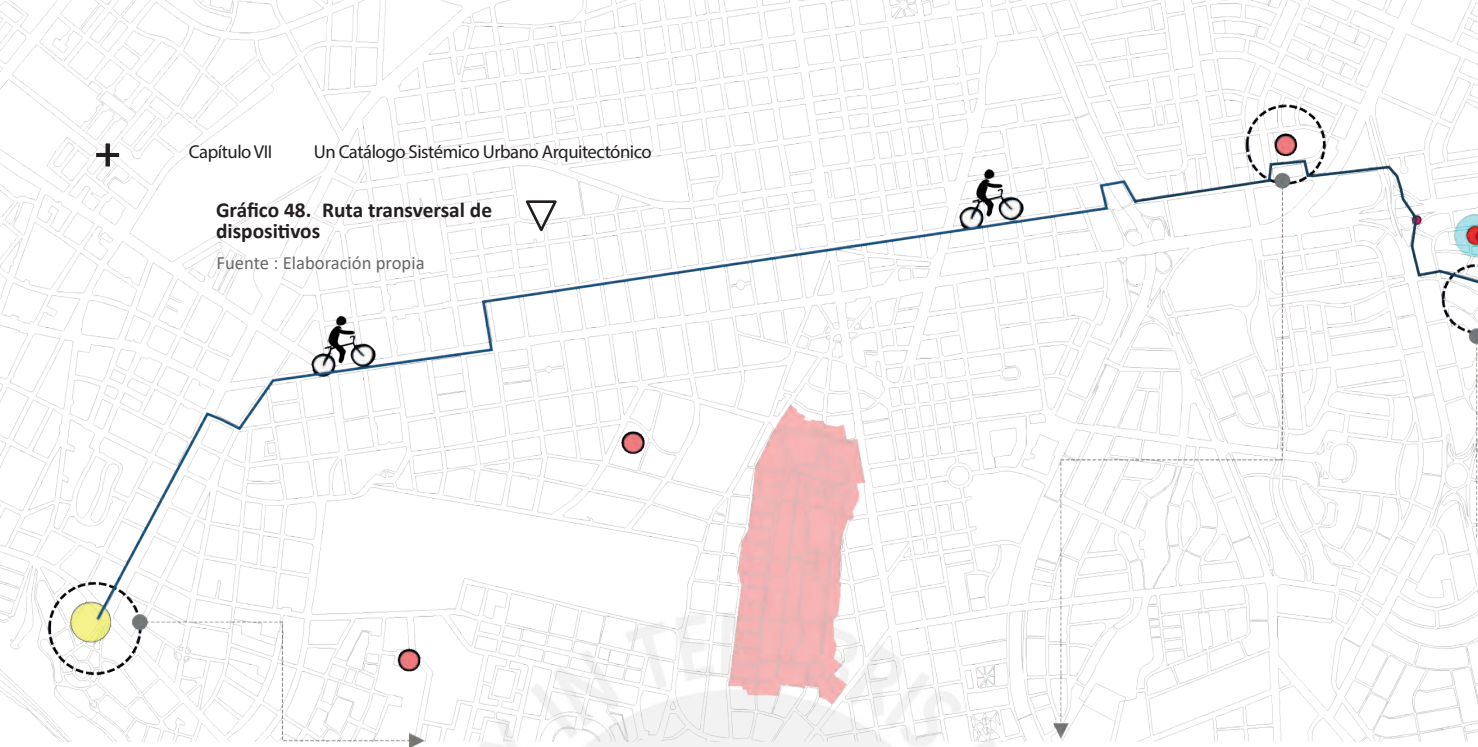 Capítulo VII Un Catálogo Sistémico Urbano Arquitectónico
Gráfico 48. Ruta transversal de
dispositivos
Fuente : Elaboración propia